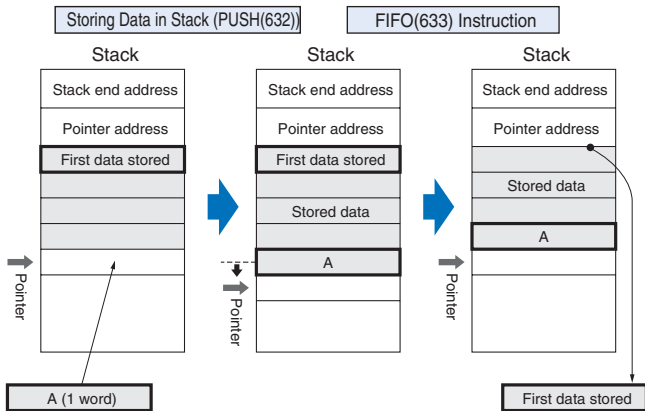 Storing Data in Stack (PUSH(632))
FIFO(633) Instruction
Stack
Stack end address
Pointer address
First data stored
Pointer
A (1 word)
Stack
Stack end address
Pointer address
First data stored
Stored data
A
Pointer
Stack
Stack end address
Pointer address
Stored data
A
Pointer
First data stored